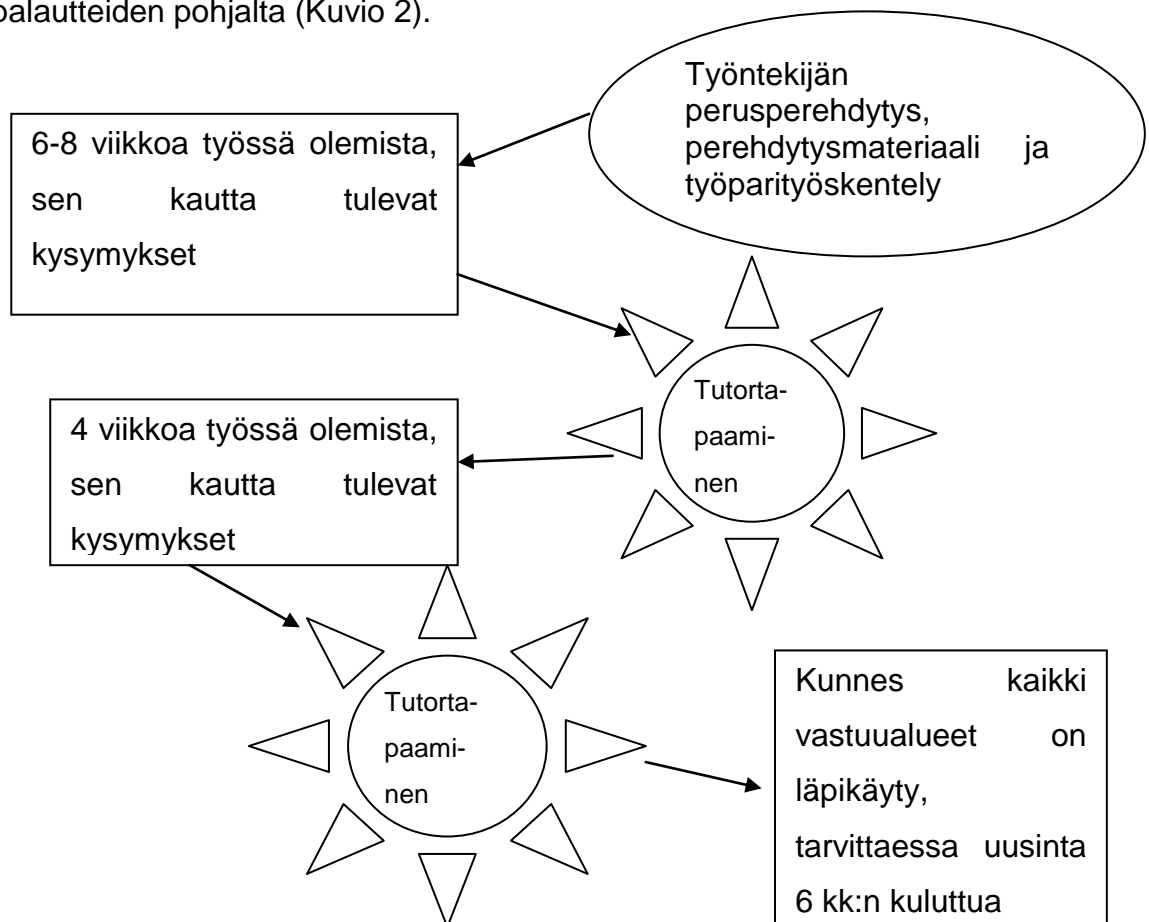 palautteiden pohjalta (Kuvio 2).
Työntekijän
perusperehdytys,
perehdytysmateriaali ja
työparityöskentely
6-8 viikkoa työssä olemista,
sen kautta tulevat
kysymykset
Tutorta-
paami-
nen
4 viikkoa työssä olemista,
sen kautta tulevat
kysymykset
Tutorta-
paami-
nen
Kunnes kaikki
vastuualueet on
läpikäyty,
tarvittaessa uusinta
6 kk:n kuluttua